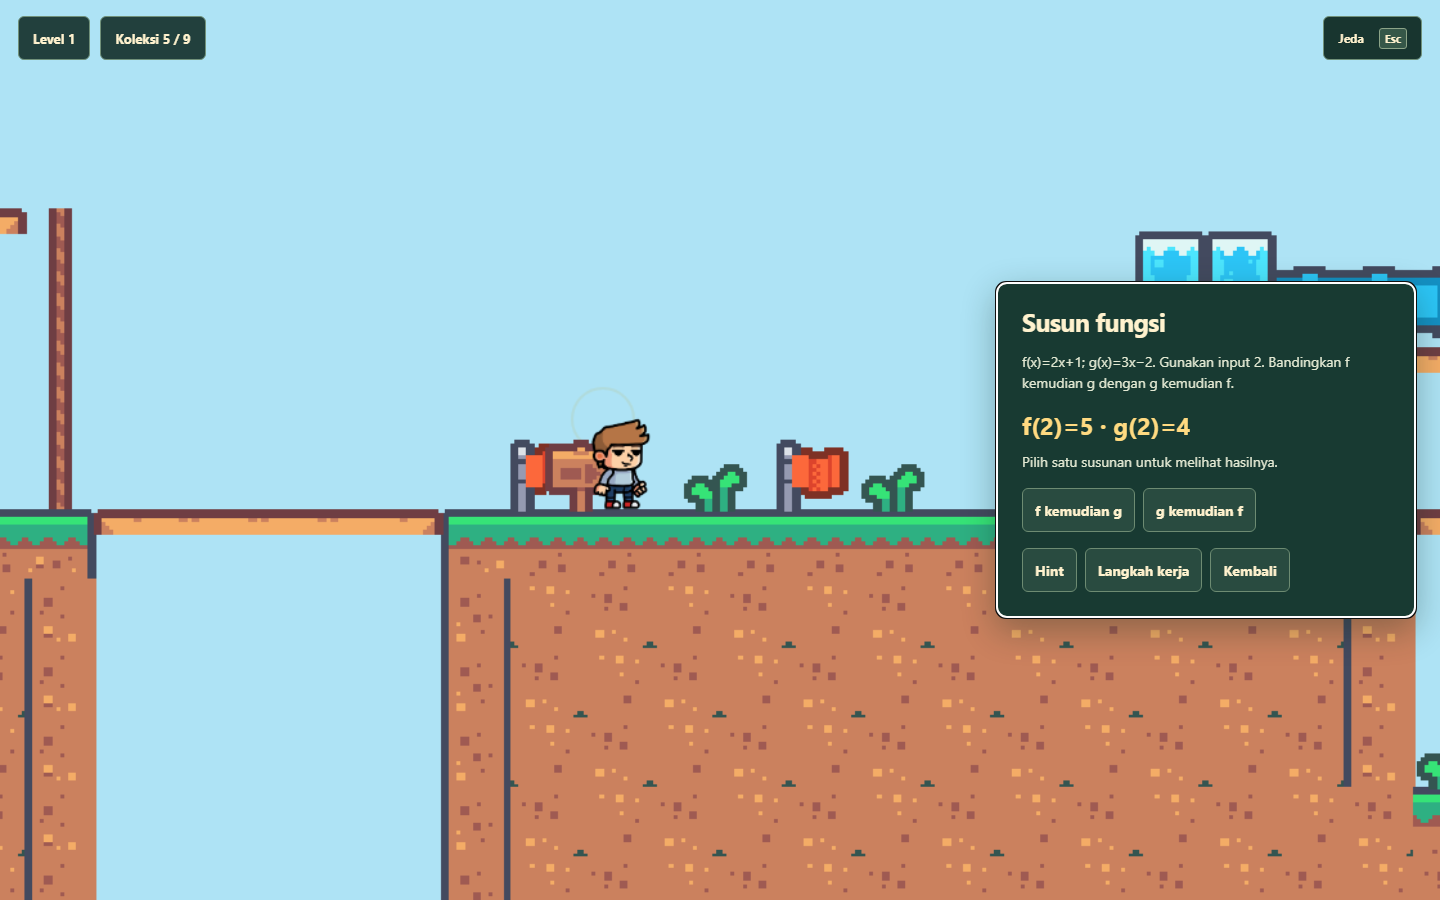 Level 1
Koleksi 5 / 9
Jeda Esc
Susun fungsi
f(x)=2x+1; g(x)=3x−2. Gunakan input 2. Bandingkan f
kemudian g dengan g kemudian f.
f(2)=5 · g(2)=4
Pilih satu susunan untuk melihat hasilnya.
f kemudian g
g kemudian f
Hint
Langkah kerja
Kembali